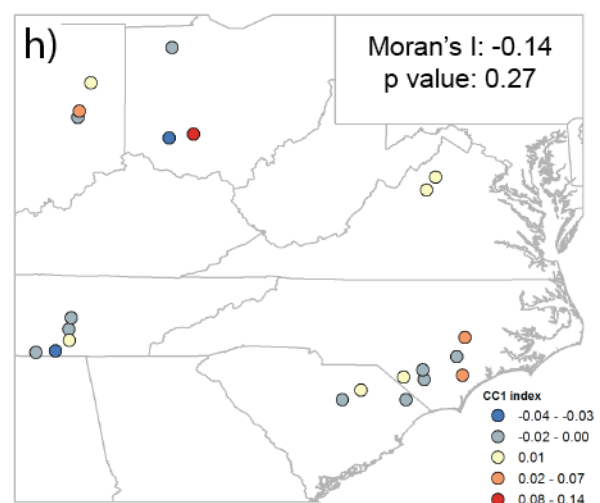 h)
Moran's I: -0.14
p value: 0.27
CC1 index
-0.04 - -0.03
-0.02 - 0.00
0.01
0.02 - 0.07
0.08 - 0.14